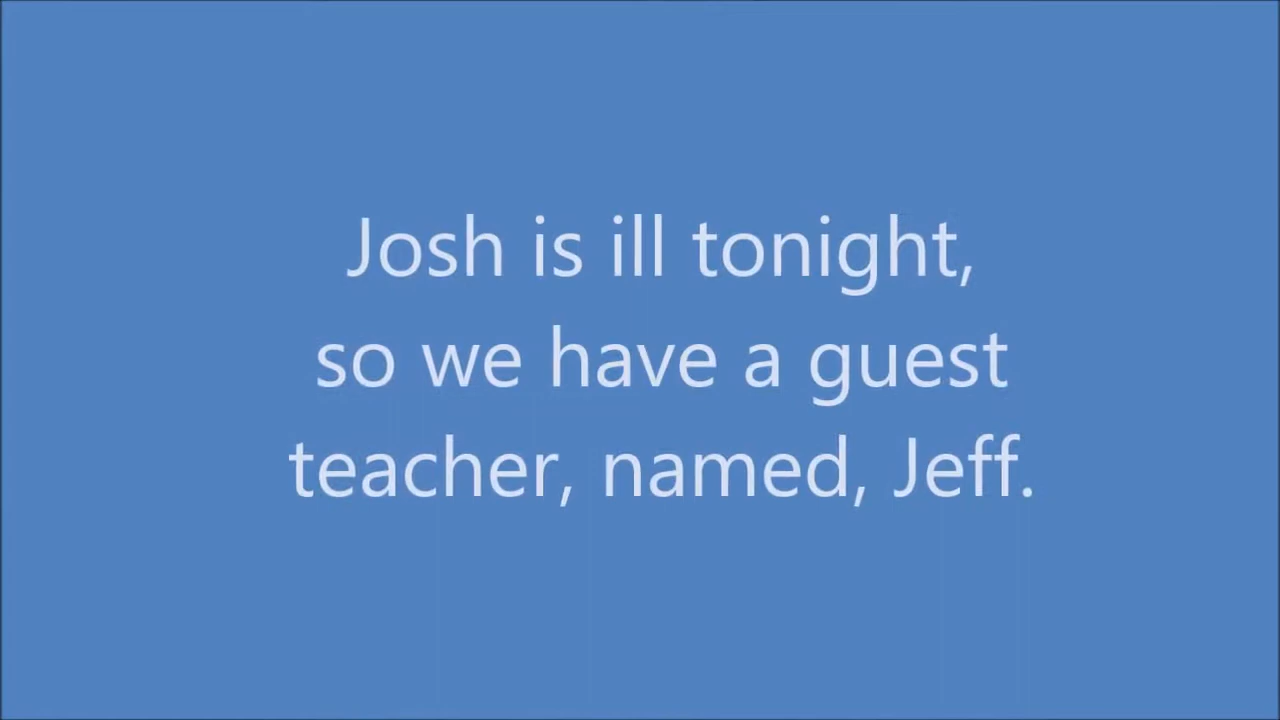 Josh is ill tonight,
so we have a guest
teacher, named, Jeff.